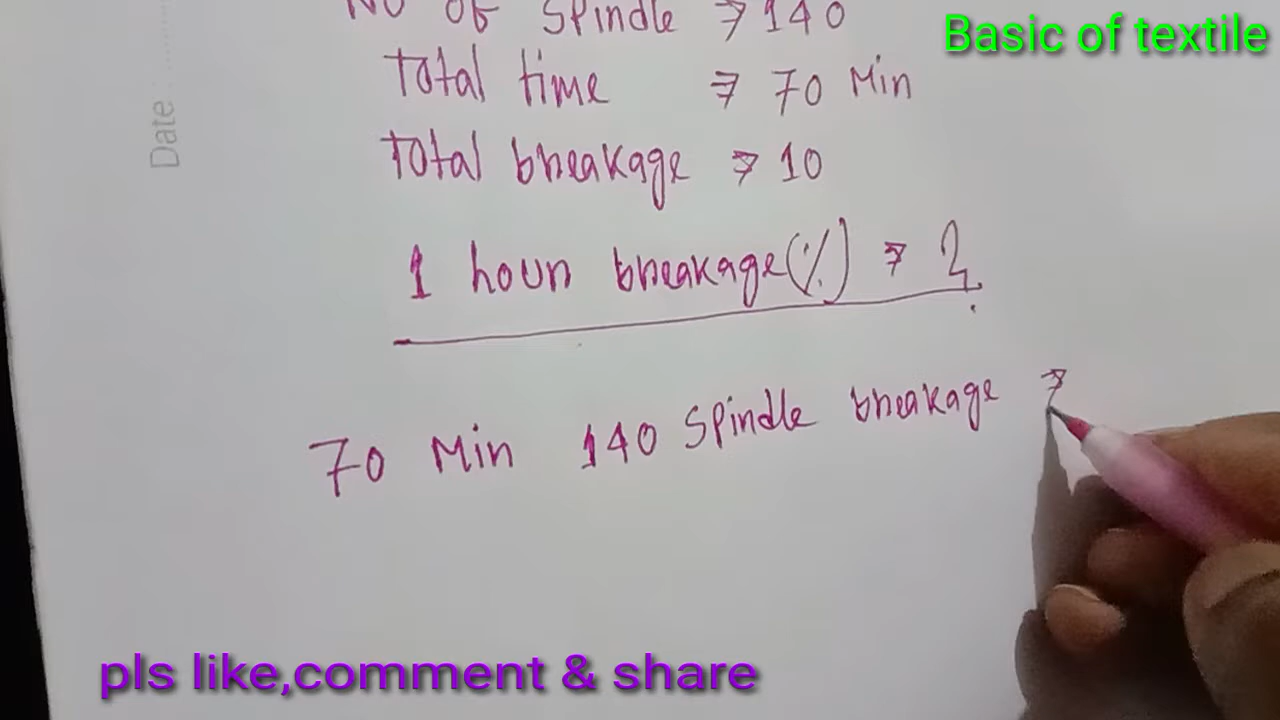 No of Spindle ⇒ 140
Basic of textile
Total time ⇒ 70 Min
Date :
Total breakage ⇒ 10
1 hour breakage(%) ⇒ ?
70 Min 140 Spindle breakage ⇒
pls like,comment & share